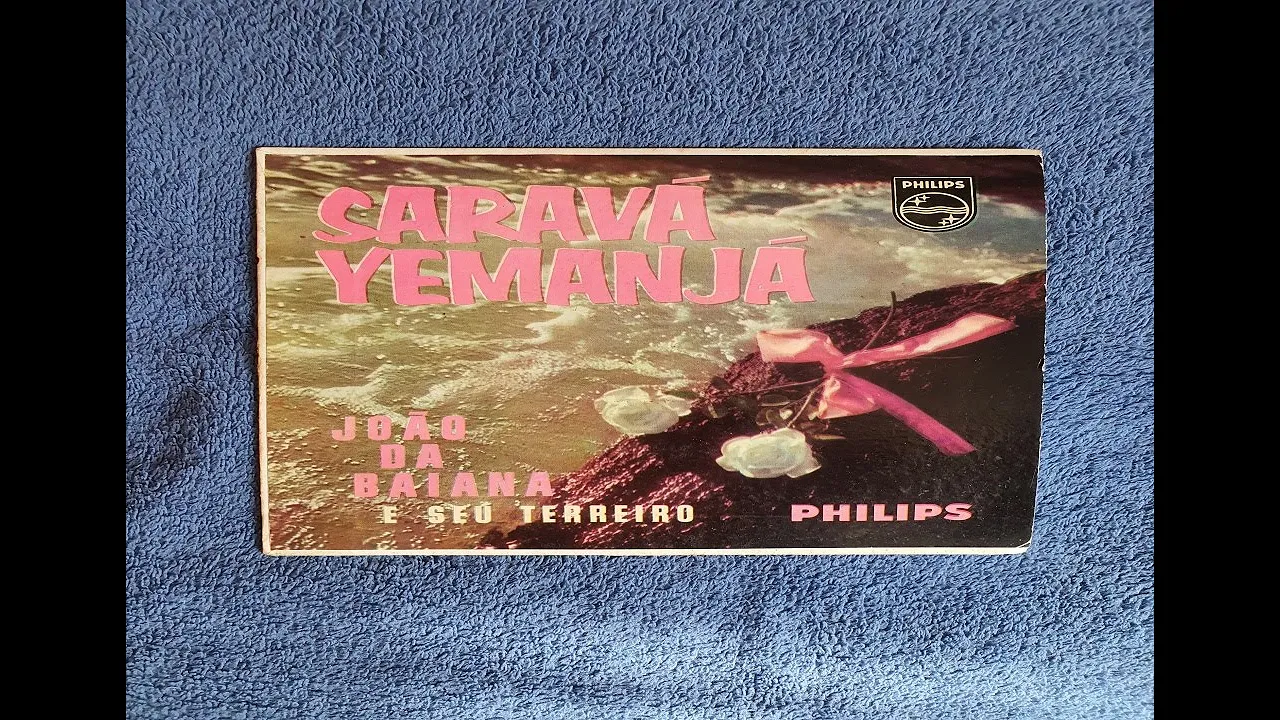 SARAVÁ
YEMANJÁ
PHILIPS
JOÃO
DA
BAIANA
E SEU TERREIRO
PHILIPS